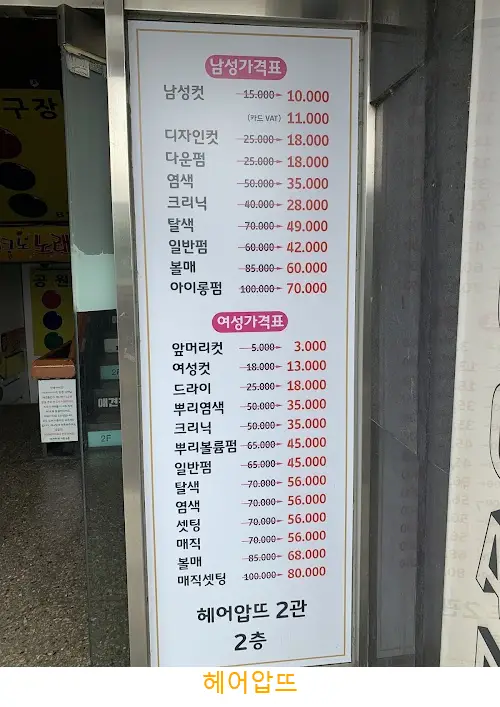 구장
공원
2F
남성가격표
남성컷 15.000 10.000
(카드 VAT) 11.000
디자인컷 25.000 18.000
다운펌 25.000 18.000
염색 50.000 35.000
크리닉 40.000 28.000
탈색 70.000 49.000
일반펌 60.000 42.000
볼매 85.000 60.000
아이롱펌 100.000 70.000
여성가격표
앞머리컷 5.000 3.000
여성컷 18.000 13.000
드라이 25.000 18.000
뿌리염색 50.000 35.000
크리닉 50.000 35.000
뿌리볼륨펌 65.000 45.000
일반펌 65.000 45.000
탈색 70.000 56.000
염색 70.000 56.000
셋팅 70.000 56.000
매직 70.000 56.000
볼매 85.000 68.000
매직셋팅 100.000 80.000
헤어압뜨 2관
2층
헤어압뜨